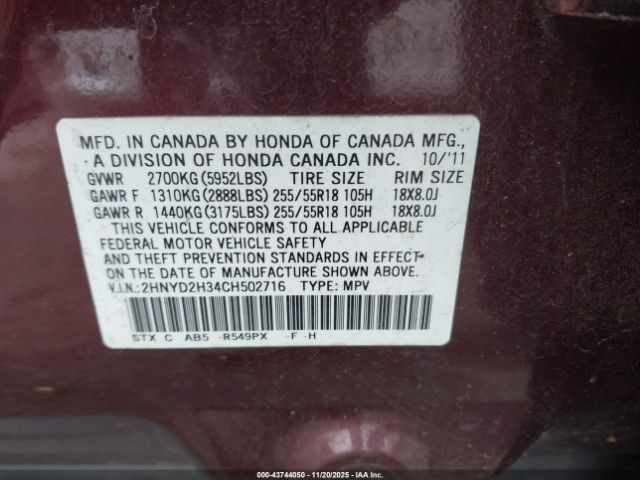 MFD. IN CANADA BY HONDA OF CANADA MFG.,
A DIVISION OF HONDA CANADA INC. 10/'11
GVWR 2700KG(5952LBS) TIRE SIZE RIM SIZE
GAWR F 1310KG(2888LBS) 255/55R18 105H 18X8.0J
GAWR R 1440KG(3175LBS) 255/55R18 105H 18X8.0J
THIS VEHICLE CONFORMS TO ALL APPLICABLE
FEDERAL MOTOR VEHICLE SAFETY
AND THEFT PREVENTION STANDARDS IN EFFECT
ON THE DATE OF MANUFACTURE SHOWN ABOVE.
V.I.N.:2HNYD2H34CH502716 TYPE: MPV
STX C AB5 -R549PX -F -H
000-43744050 - 11/20/2025 - IAA Inc.